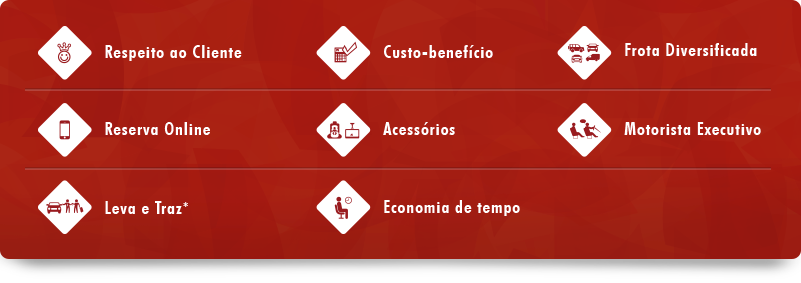 Respeito ao Cliente
Custo-benefício
Frota Diversificada
Reserva Online
Acessórios
Motorista Executivo
Leva e Traz*
Economia de tempo